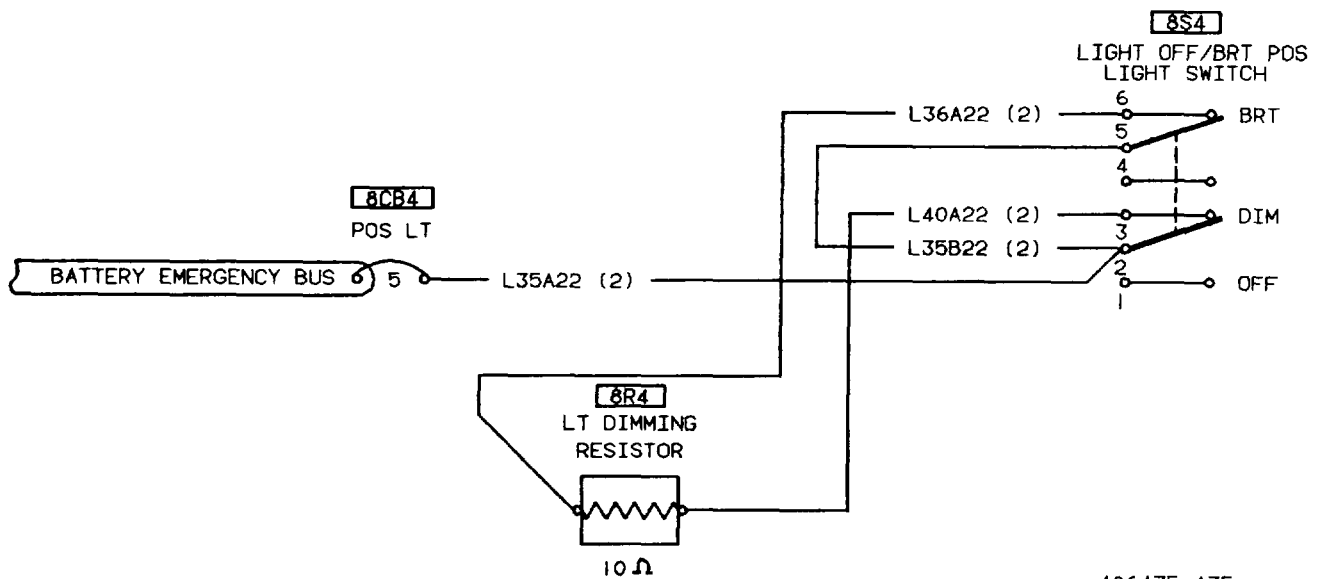 8S4
LIGHT OFF/BRT POS
LIGHT SWITCH
6
L36A22 (2)
BRT
5
4
8CB4
POS LT
L40A22 (2)
DIM
3
L35B22 (2)
BATTERY EMERGENCY BUS
5
L35A22 (2)
2
OFF
1
8R4
LT DIMMING
RESISTOR
10 Ω